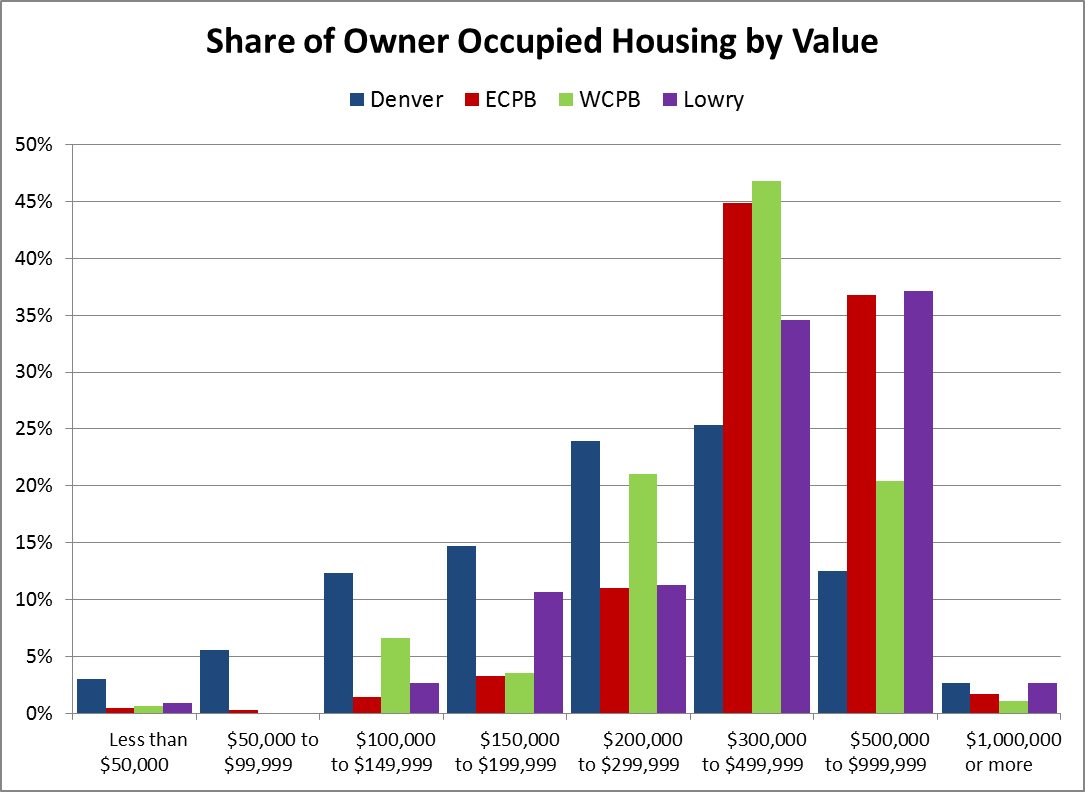 Share of Owner Occupied Housing by Value
Denver ECPB WCPB Lowry
50%
45%
40%
35%
30%
25%
20%
15%
10%
5%
0%
Less than $50,000 to $100,000 $150,000 $200,000 $300,000 $500,000 $1,000,000
$50,000 $99,999 to $149,999 to $199,999 to $299,999 to $499,999 to $999,999 or more